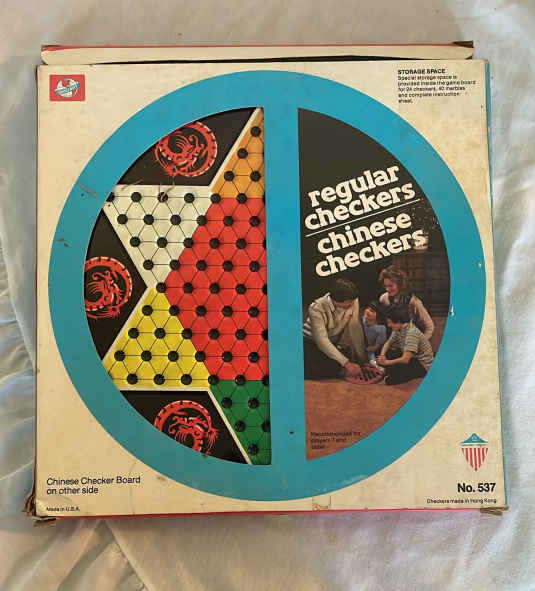 STORAGE SPACE
Special storage space is
provided inside the game board
for 24 checkers, 40 marbles
and complete instruction
sheet.
regular
checkers
chinese
checkers
Recommended for
players 7 and
older
Chinese Checker Board
on other side
Made in U.S.A.
No. 537
Checkers made in Hong Kong